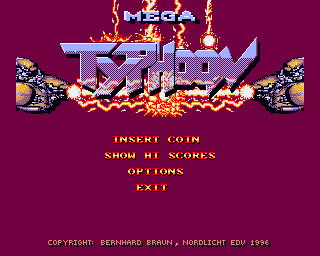 MEGA
TYPHOON
INSERT COIN
SHOW HI SCORES
OPTIONS
EXIT
COPYRIGHT: BERNHARD BRAUN, NORDLICHT EDV 1996